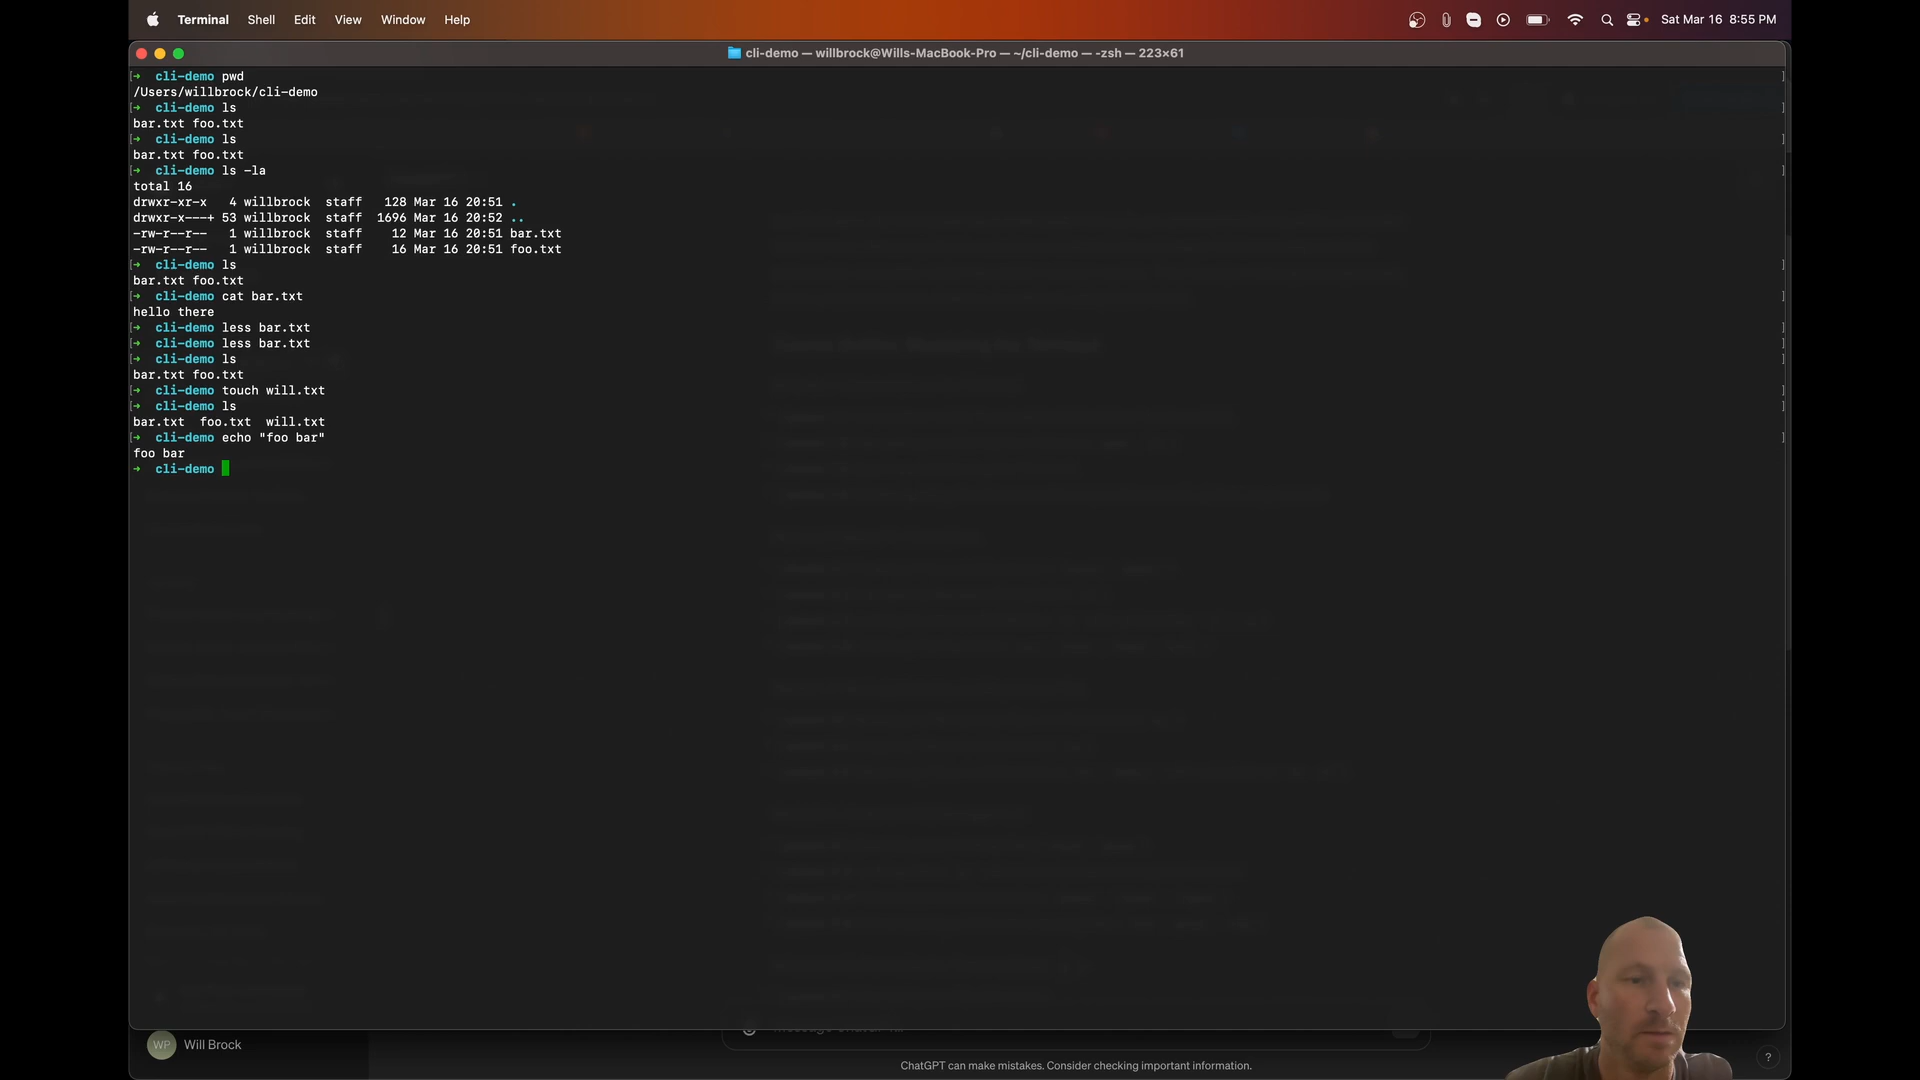 Terminal Shell Edit View Window Help Sat Mar 16 8:55 PM
cli-demo — willbrock@Wills-MacBook-Pro — ~/cli-demo — -zsh — 223×61
[→ cli-demo pwd ]
/Users/willbrock/cli-demo
[→ cli-demo ls ]
bar.txt foo.txt
[→ cli-demo ls ]
bar.txt foo.txt
[→ cli-demo ls -la ]
total 16
drwxr-xr-x 4 willbrock staff 128 Mar 16 20:51 .
drwxr-x---+ 53 willbrock staff 1696 Mar 16 20:52 ..
-rw-r--r-- 1 willbrock staff 12 Mar 16 20:51 bar.txt
-rw-r--r-- 1 willbrock staff 16 Mar 16 20:51 foo.txt
[→ cli-demo ls ]
bar.txt foo.txt
[→ cli-demo cat bar.txt ]
hello there
[→ cli-demo less bar.txt ]
[→ cli-demo less bar.txt ]
[→ cli-demo ls ]
bar.txt foo.txt
[→ cli-demo touch will.txt ]
[→ cli-demo ls ]
bar.txt foo.txt will.txt
[→ cli-demo echo "foo bar" ]
foo bar
→ cli-demo
WP Will Brock
ChatGPT can make mistakes. Consider checking important information.
?